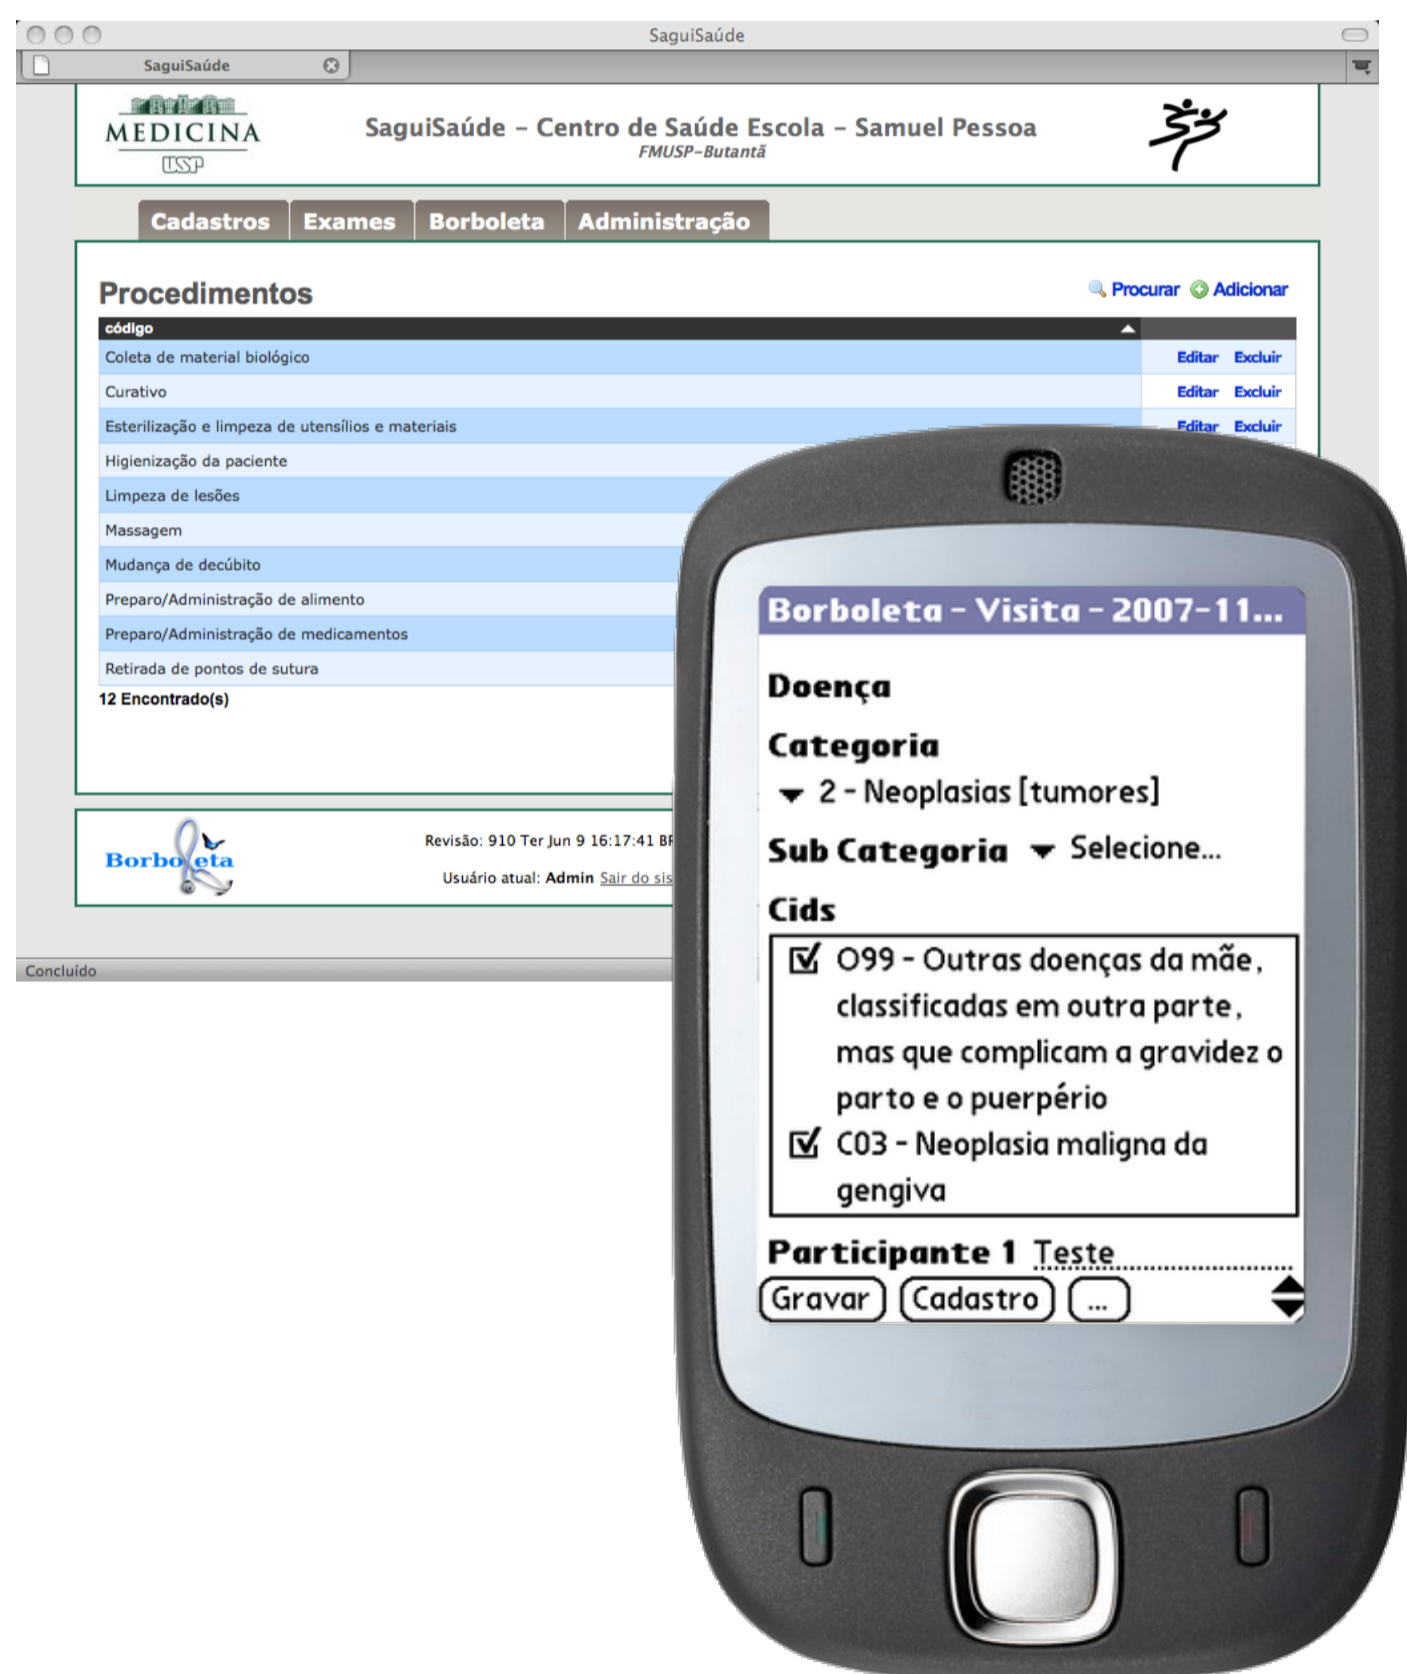 SaguiSaúde
SaguiSaúde
MEDICINA
USP
SaguiSaúde - Centro de Saúde Escola - Samuel Pessoa
FMUSP-Butantã
Cadastros Exames Borboleta Administração
Procedimentos
Procurar Adicionar
código
Coleta de material biológico Editar Excluir
Curativo Editar Excluir
Esterilização e limpeza de utensílios e materiais Editar Excluir
Higienização da paciente
Limpeza de lesões
Massagem
Mudança de decúbito
Preparo/Administração de alimento
Preparo/Administração de medicamentos
Retirada de pontos de sutura
12 Encontrado(s)
Borboleta
Revisão: 910 Ter Jun 9 16:17:41
Usuário atual: Admin Sair do sis
Concluído
Borboleta - Visita - 2007-11...
Doença
Categoria
2 - Neoplasias [tumores]
Sub Categoria Selecione...
Cids
O99 - Outras doenças da mãe,
classificadas em outra parte,
mas que complicam a gravidez o
parto e o puerpério
C03 - Neoplasia maligna da
gengiva
Participante 1 Teste
Gravar Cadastro ...